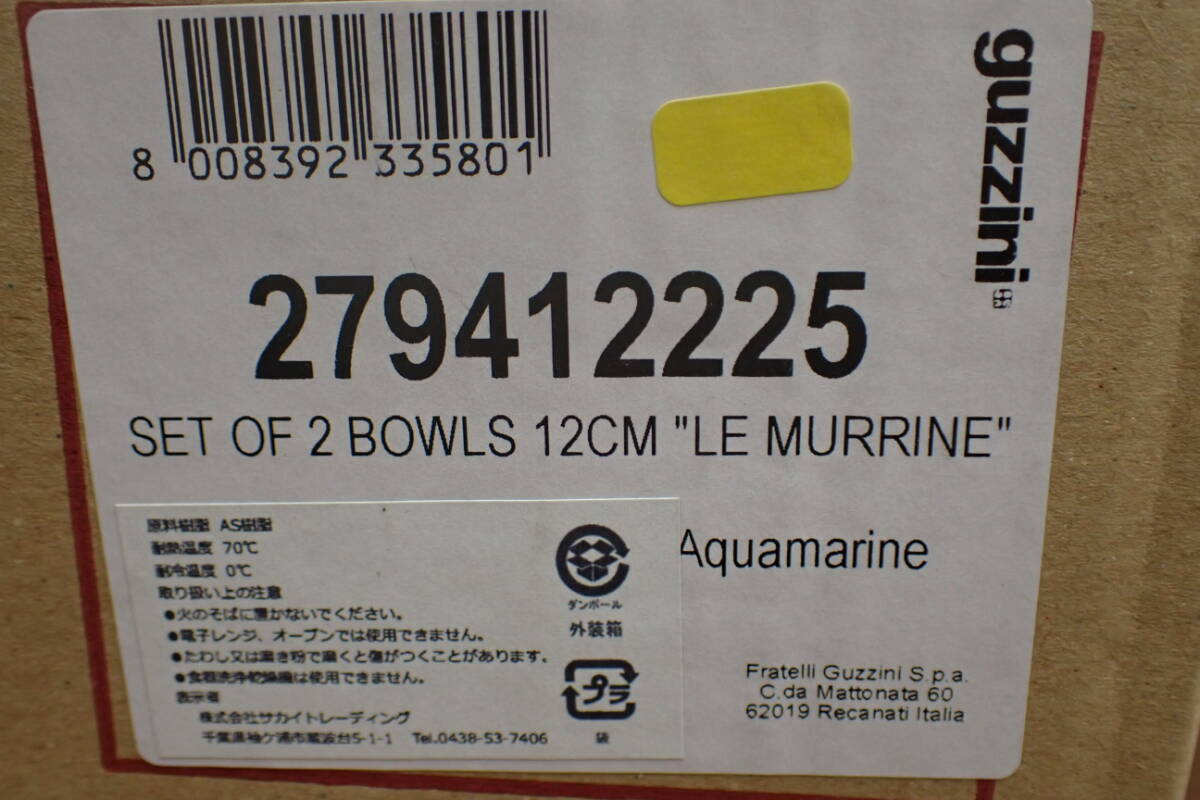 8 008392 335801
guzzini
279412225
SET OF 2 BOWLS 12CM "LE MURRINE"
Aquamarine
原料樹脂 AS樹脂
耐熱温度 70℃
耐冷温度 0℃
取り扱い上の注意
●火のそばに置かないでください。
●電子レンジ、オーブンでは使用できません。
●たわし又は磨き粉で磨くと傷がつくことがあります。
●食器洗浄乾燥機は使用できません。
表示者
株式会社サカイトレーディング
千葉県袖ケ浦市蔵波台5-1-1 Tel.0438-53-7406
ダンボール
外装箱
プラ
袋
Fratelli Guzzini S.p.a.
C.da Mattonata 60
62019 Recanati Italia